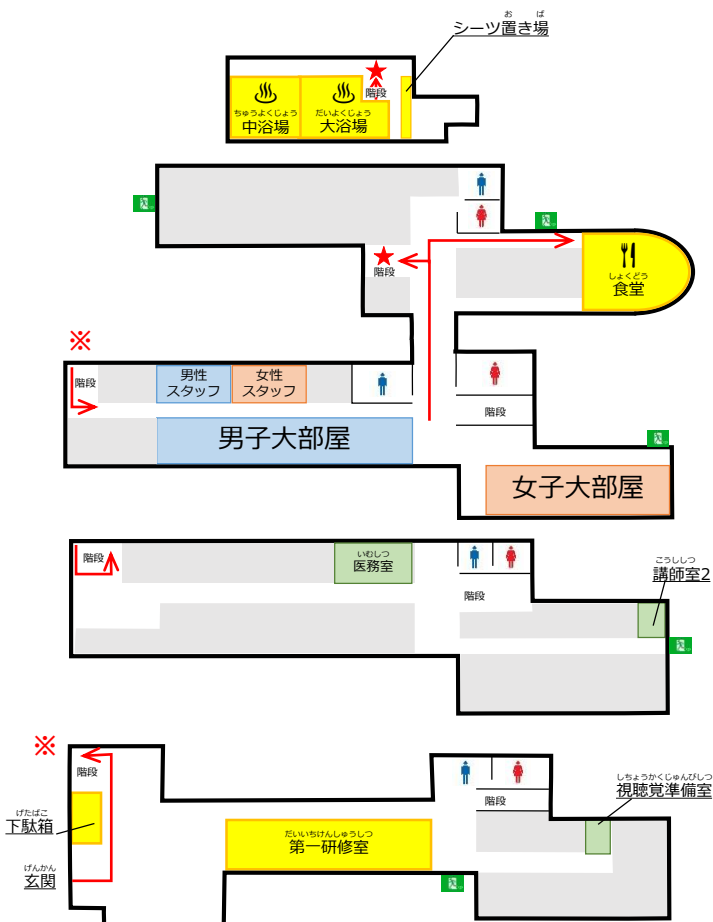 おば
シーツ置き場
階段
ちゅうよくじょう
中浴場
だいよくじょう
大浴場
階段
しょくどう
食堂
※
階段
男性
スタッフ
女性
スタッフ
階段
男子大部屋
女子大部屋
階段
いむしつ
医務室
こうししつ
講師室2
階段
※
階段
しちょうかくじゅんびしつ
視聴覚準備室
階段
げたばこ
下駄箱
だいいちけんしゅうしつ
第一研修室
げんかん
玄関